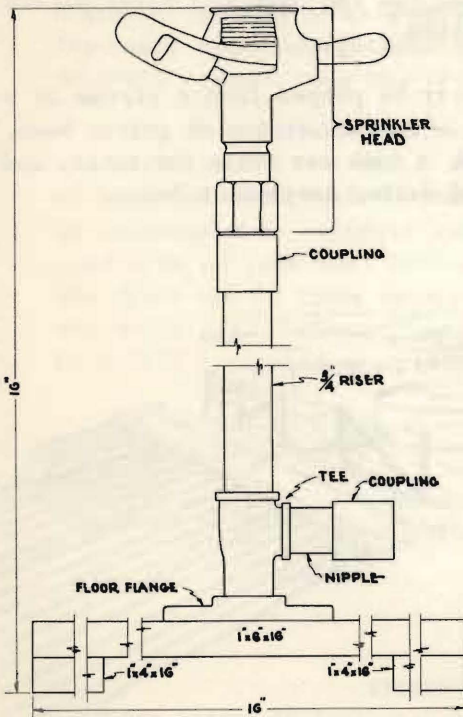 SPRINKLER
HEAD
COUPLING
16"
3/4" RISER
TEE
COUPLING
NIPPLE
FLOOR FLANGE
1"x6"x16"
1"x4"x16"
1"x4"x16"
16"